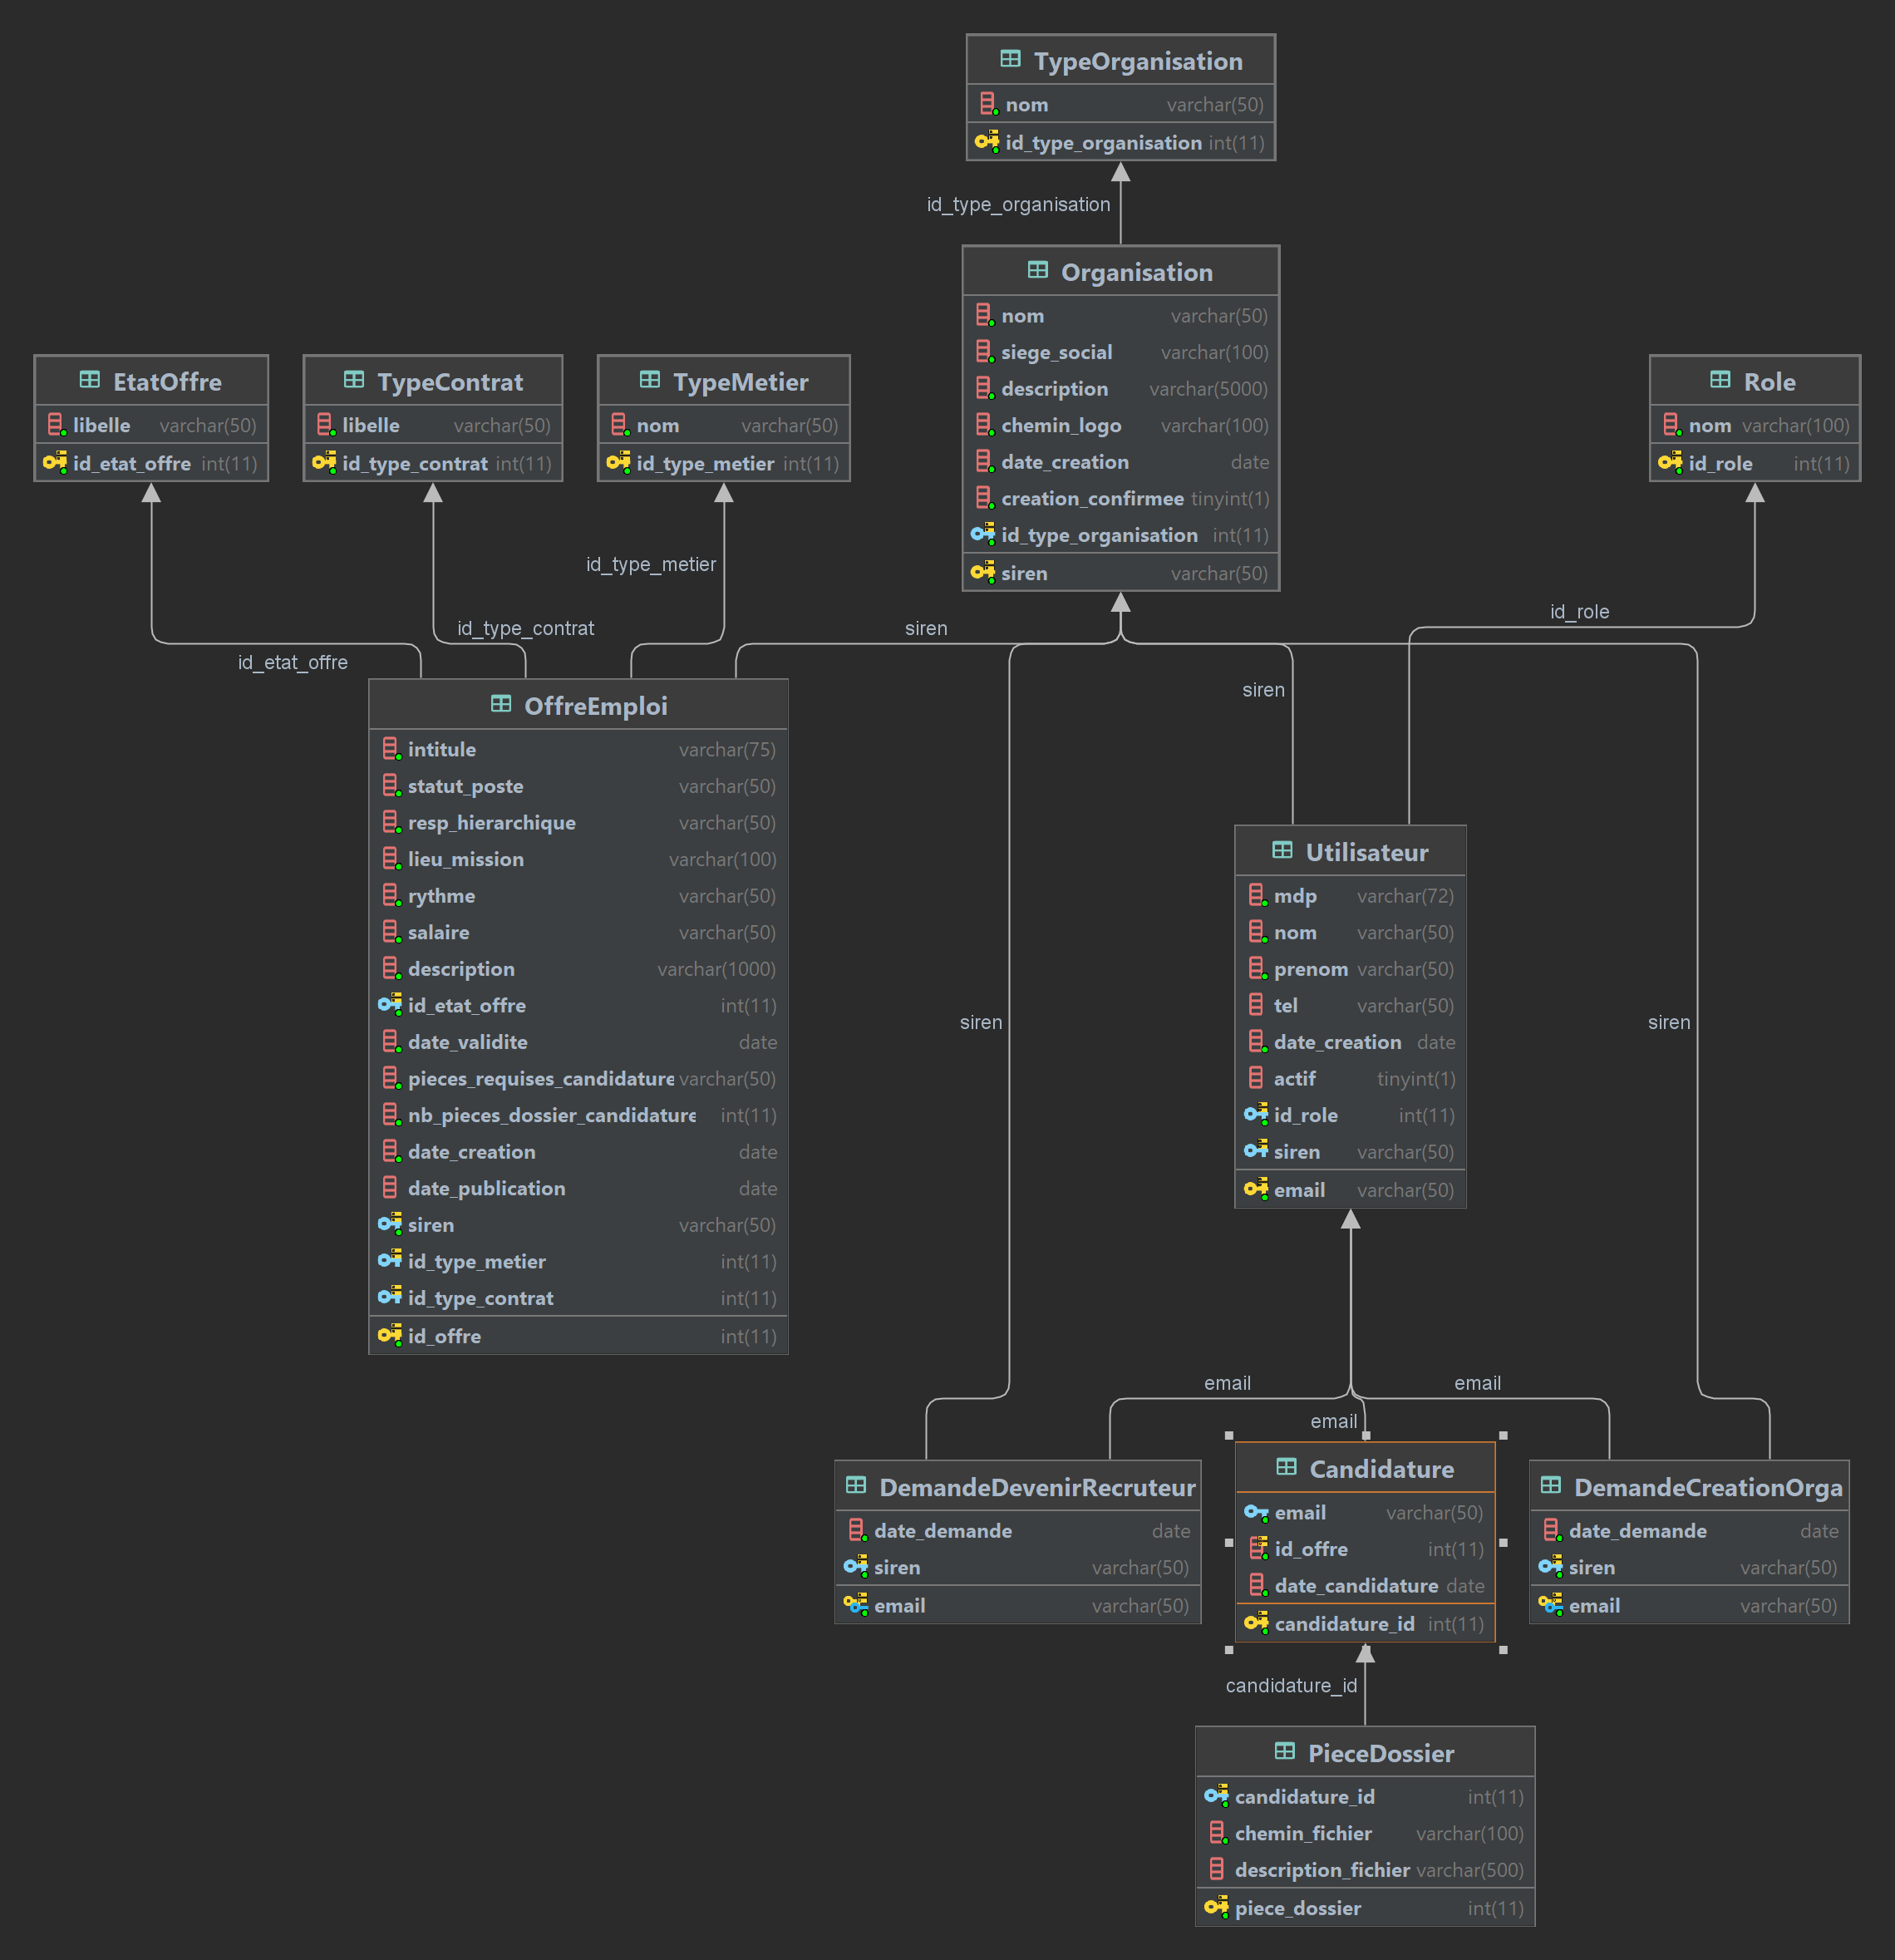 TypeOrganisation
nom varchar(50)
id_type_organisation int(11)
id_type_organisation
Organisation
nom varchar(50)
siege_social varchar(100)
description varchar(5000)
chemin_logo varchar(100)
date_creation date
creation_confirmee tinyint(1)
id_type_organisation int(11)
siren varchar(50)
EtatOffre
libelle varchar(50)
id_etat_offre int(11)
TypeContrat
libelle varchar(50)
id_type_contrat int(11)
TypeMetier
nom varchar(50)
id_type_metier int(11)
Role
nom varchar(100)
id_role int(11)
id_type_metier
id_role
id_type_contrat
siren
id_etat_offre
siren
OffreEmploi
intitule varchar(75)
statut_poste varchar(50)
resp_hierarchique varchar(50)
lieu_mission varchar(100)
rythme varchar(50)
salaire varchar(50)
description varchar(1000)
id_etat_offre int(11)
date_validite date
pieces_requises_candidature varchar(50)
nb_pieces_dossier_candidature int(11)
date_creation date
date_publication date
siren varchar(50)
id_type_metier int(11)
id_type_contrat int(11)
id_offre int(11)
Utilisateur
mdp varchar(72)
nom varchar(50)
prenom varchar(50)
tel varchar(50)
date_creation date
actif tinyint(1)
id_role int(11)
siren varchar(50)
email varchar(50)
siren
siren
email
email
email
DemandeDevenirRecruteur
date_demande date
siren varchar(50)
email varchar(50)
Candidature
email varchar(50)
id_offre int(11)
date_candidature date
candidature_id int(11)
DemandeCreationOrga
date_demande date
siren varchar(50)
email varchar(50)
candidature_id
PieceDossier
candidature_id int(11)
chemin_fichier varchar(100)
description_fichier varchar(500)
piece_dossier int(11)